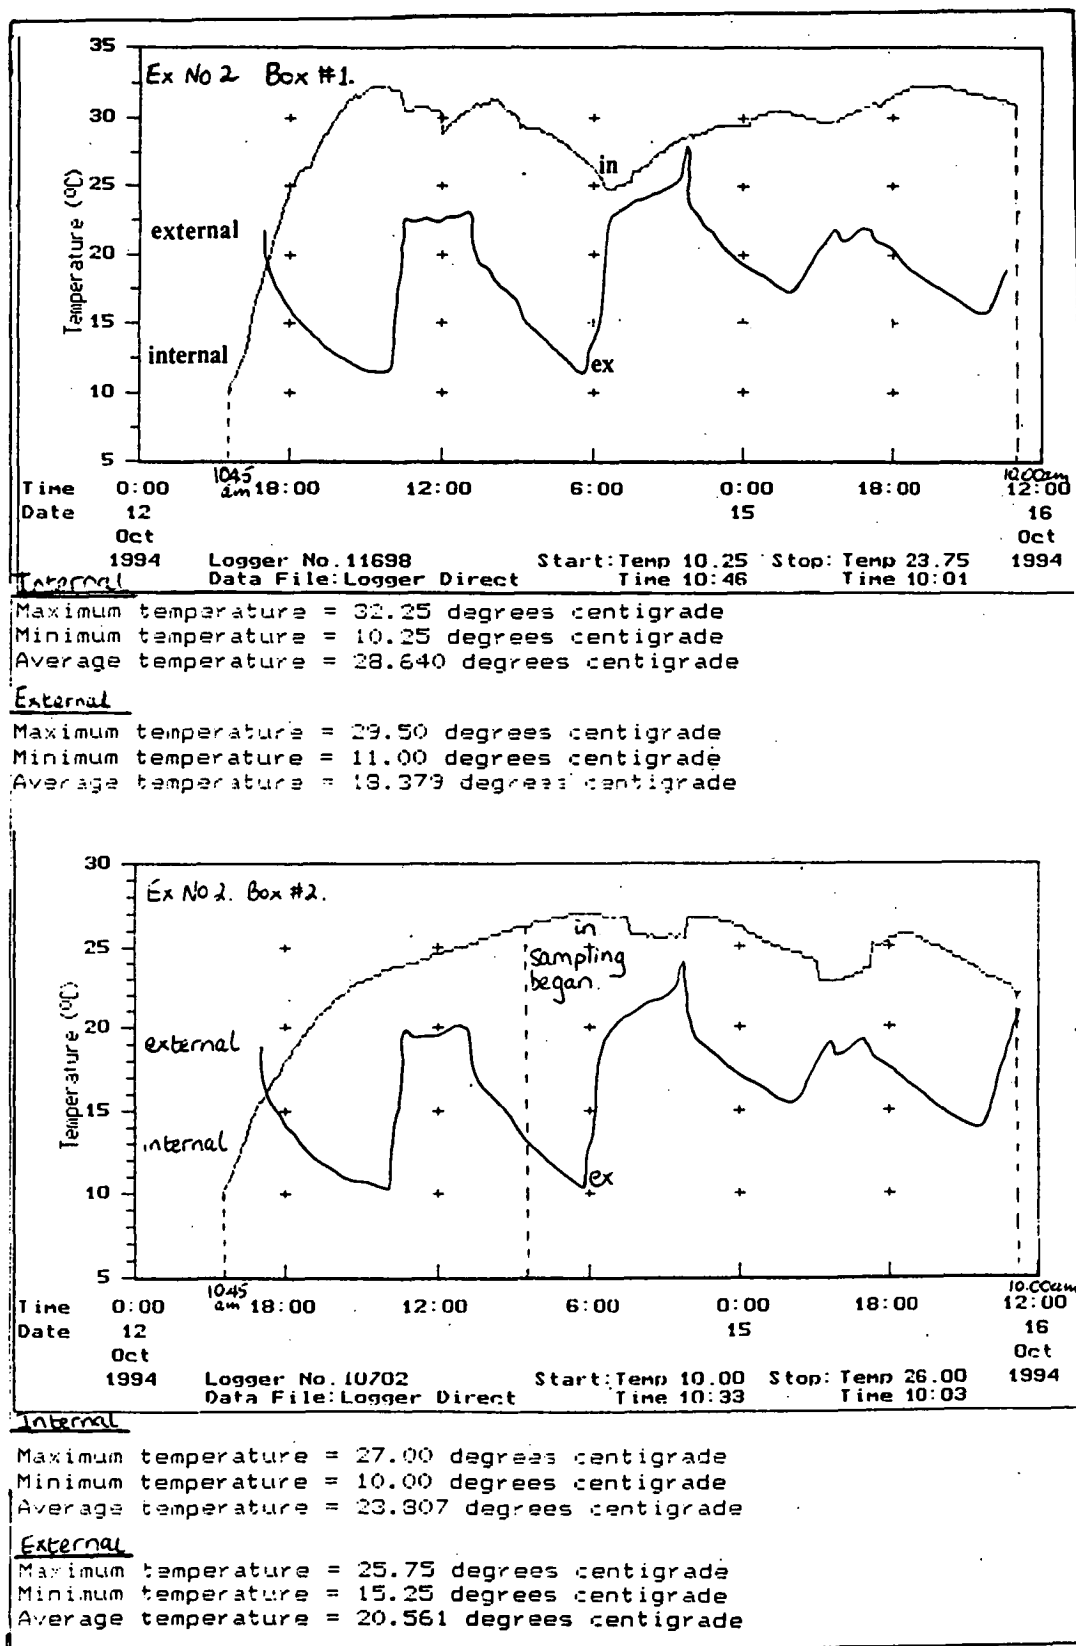 35
Ex No 2 Box #1.
30
in
25
external
20
15
internal
ex
10
5
Temperature (ºC)
1045 am
10.00am
Time 0:00 18:00 12:00 6:00 0:00 18:00 12:00
Date 12 15 16
Oct Oct
1994 Logger No.11698 Start:Temp 10.25 Stop: Temp 23.75 1994
Data File:Logger Direct Time 10:46 Time 10:01
Internal
Maximum temperature = 32.25 degrees centigrade
Minimum temperature = 10.25 degrees centigrade
Average temperature = 28.640 degrees centigrade
External
Maximum temperature = 29.50 degrees centigrade
Minimum temperature = 11.00 degrees centigrade
Average temperature = 18.379 degrees centigrade
30
Ex No 2. Box #2.
25
in
Sampting
began.
20
external
15
internal
ex
10
5
Temperature (ºC)
1045 am
10.00am
Time 0:00 18:00 12:00 6:00 0:00 18:00 12:00
Date 12 15 16
Oct Oct
1994 Logger No.10702 Start:Temp 10.00 Stop: Temp 26.00 1994
Data File:Logger Direct Time 10:33 Time 10:03
Internal
Maximum temperature = 27.00 degrees centigrade
Minimum temperature = 10.00 degrees centigrade
Average temperature = 23.807 degrees centigrade
External
Maximum temperature = 25.75 degrees centigrade
Minimum temperature = 15.25 degrees centigrade
Average temperature = 20.561 degrees centigrade